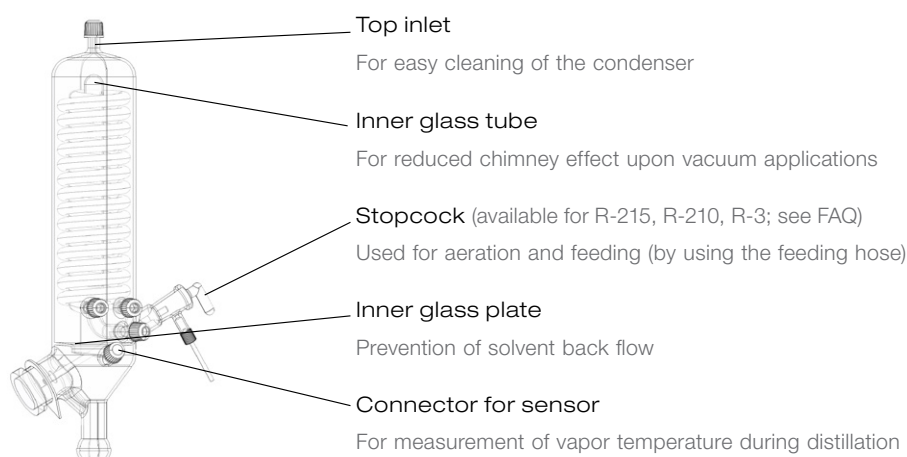 Top inlet
For easy cleaning of the condenser
Inner glass tube
For reduced chimney effect upon vacuum applications
Stopcock (available for R-215, R-210, R-3; see FAQ)
Used for aeration and feeding (by using the feeding hose)
Inner glass plate
Prevention of solvent back flow
Connector for sensor
For measurement of vapor temperature during distillation